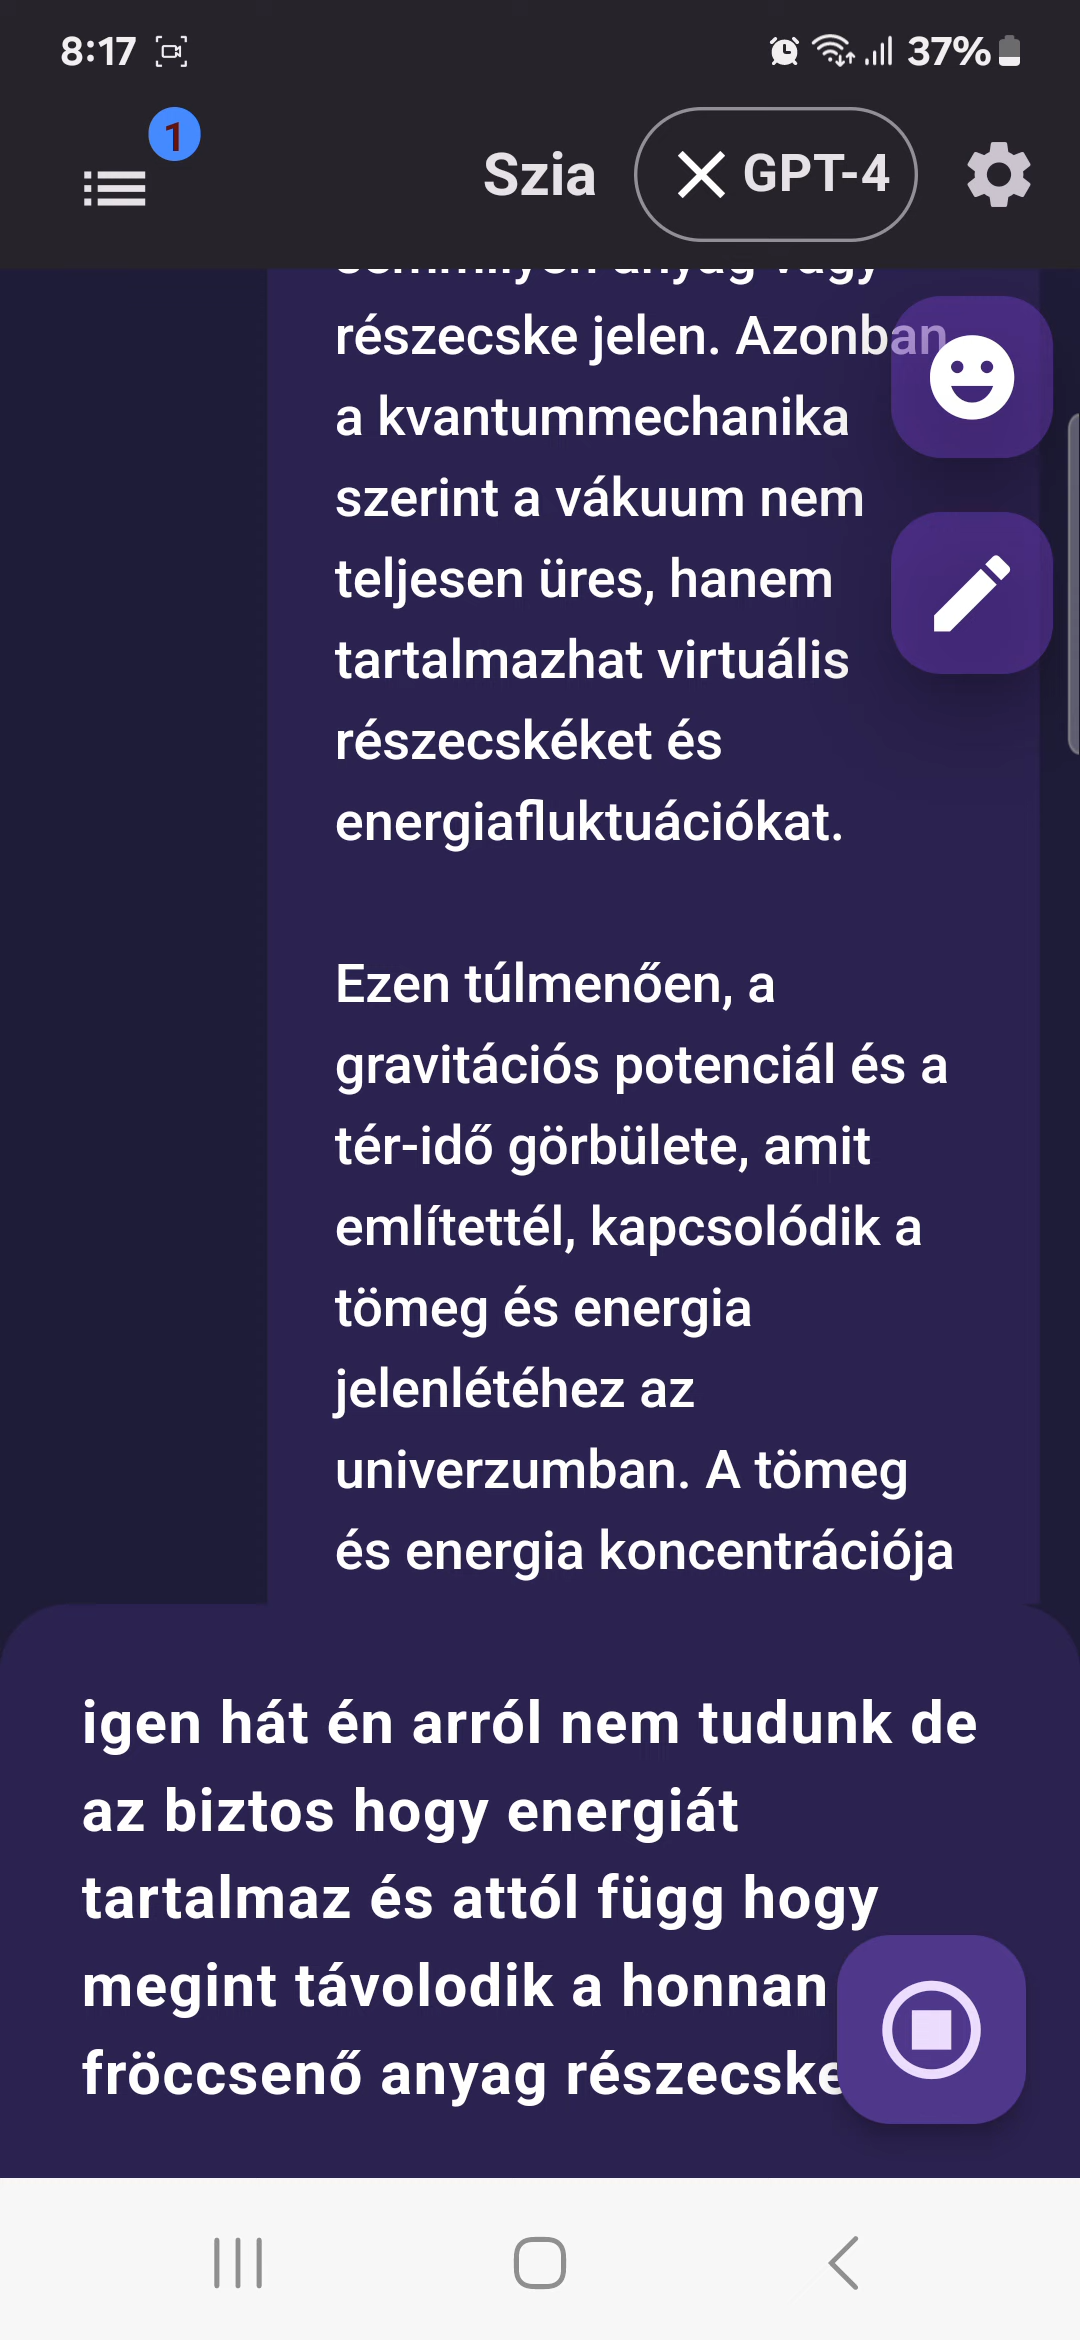 8:17
37%
1
Szia
GPT-4
részecske jelen. Azonban
a kvantummechanika
szerint a vákuum nem
teljesen üres, hanem
tartalmazhat virtuális
részecskéket és
energiafluktuációkat.
Ezen túlmenően, a
gravitációs potenciál és a
tér-idő görbülete, amit
említettél, kapcsolódik a
tömeg és energia
jelenlétéhez az
univerzumban. A tömeg
és energia koncentrációja
igen hát én arról nem tudunk de
az biztos hogy energiát
tartalmaz és attól függ hogy
megint távolodik a honnan
fröccsenő anyag részecske